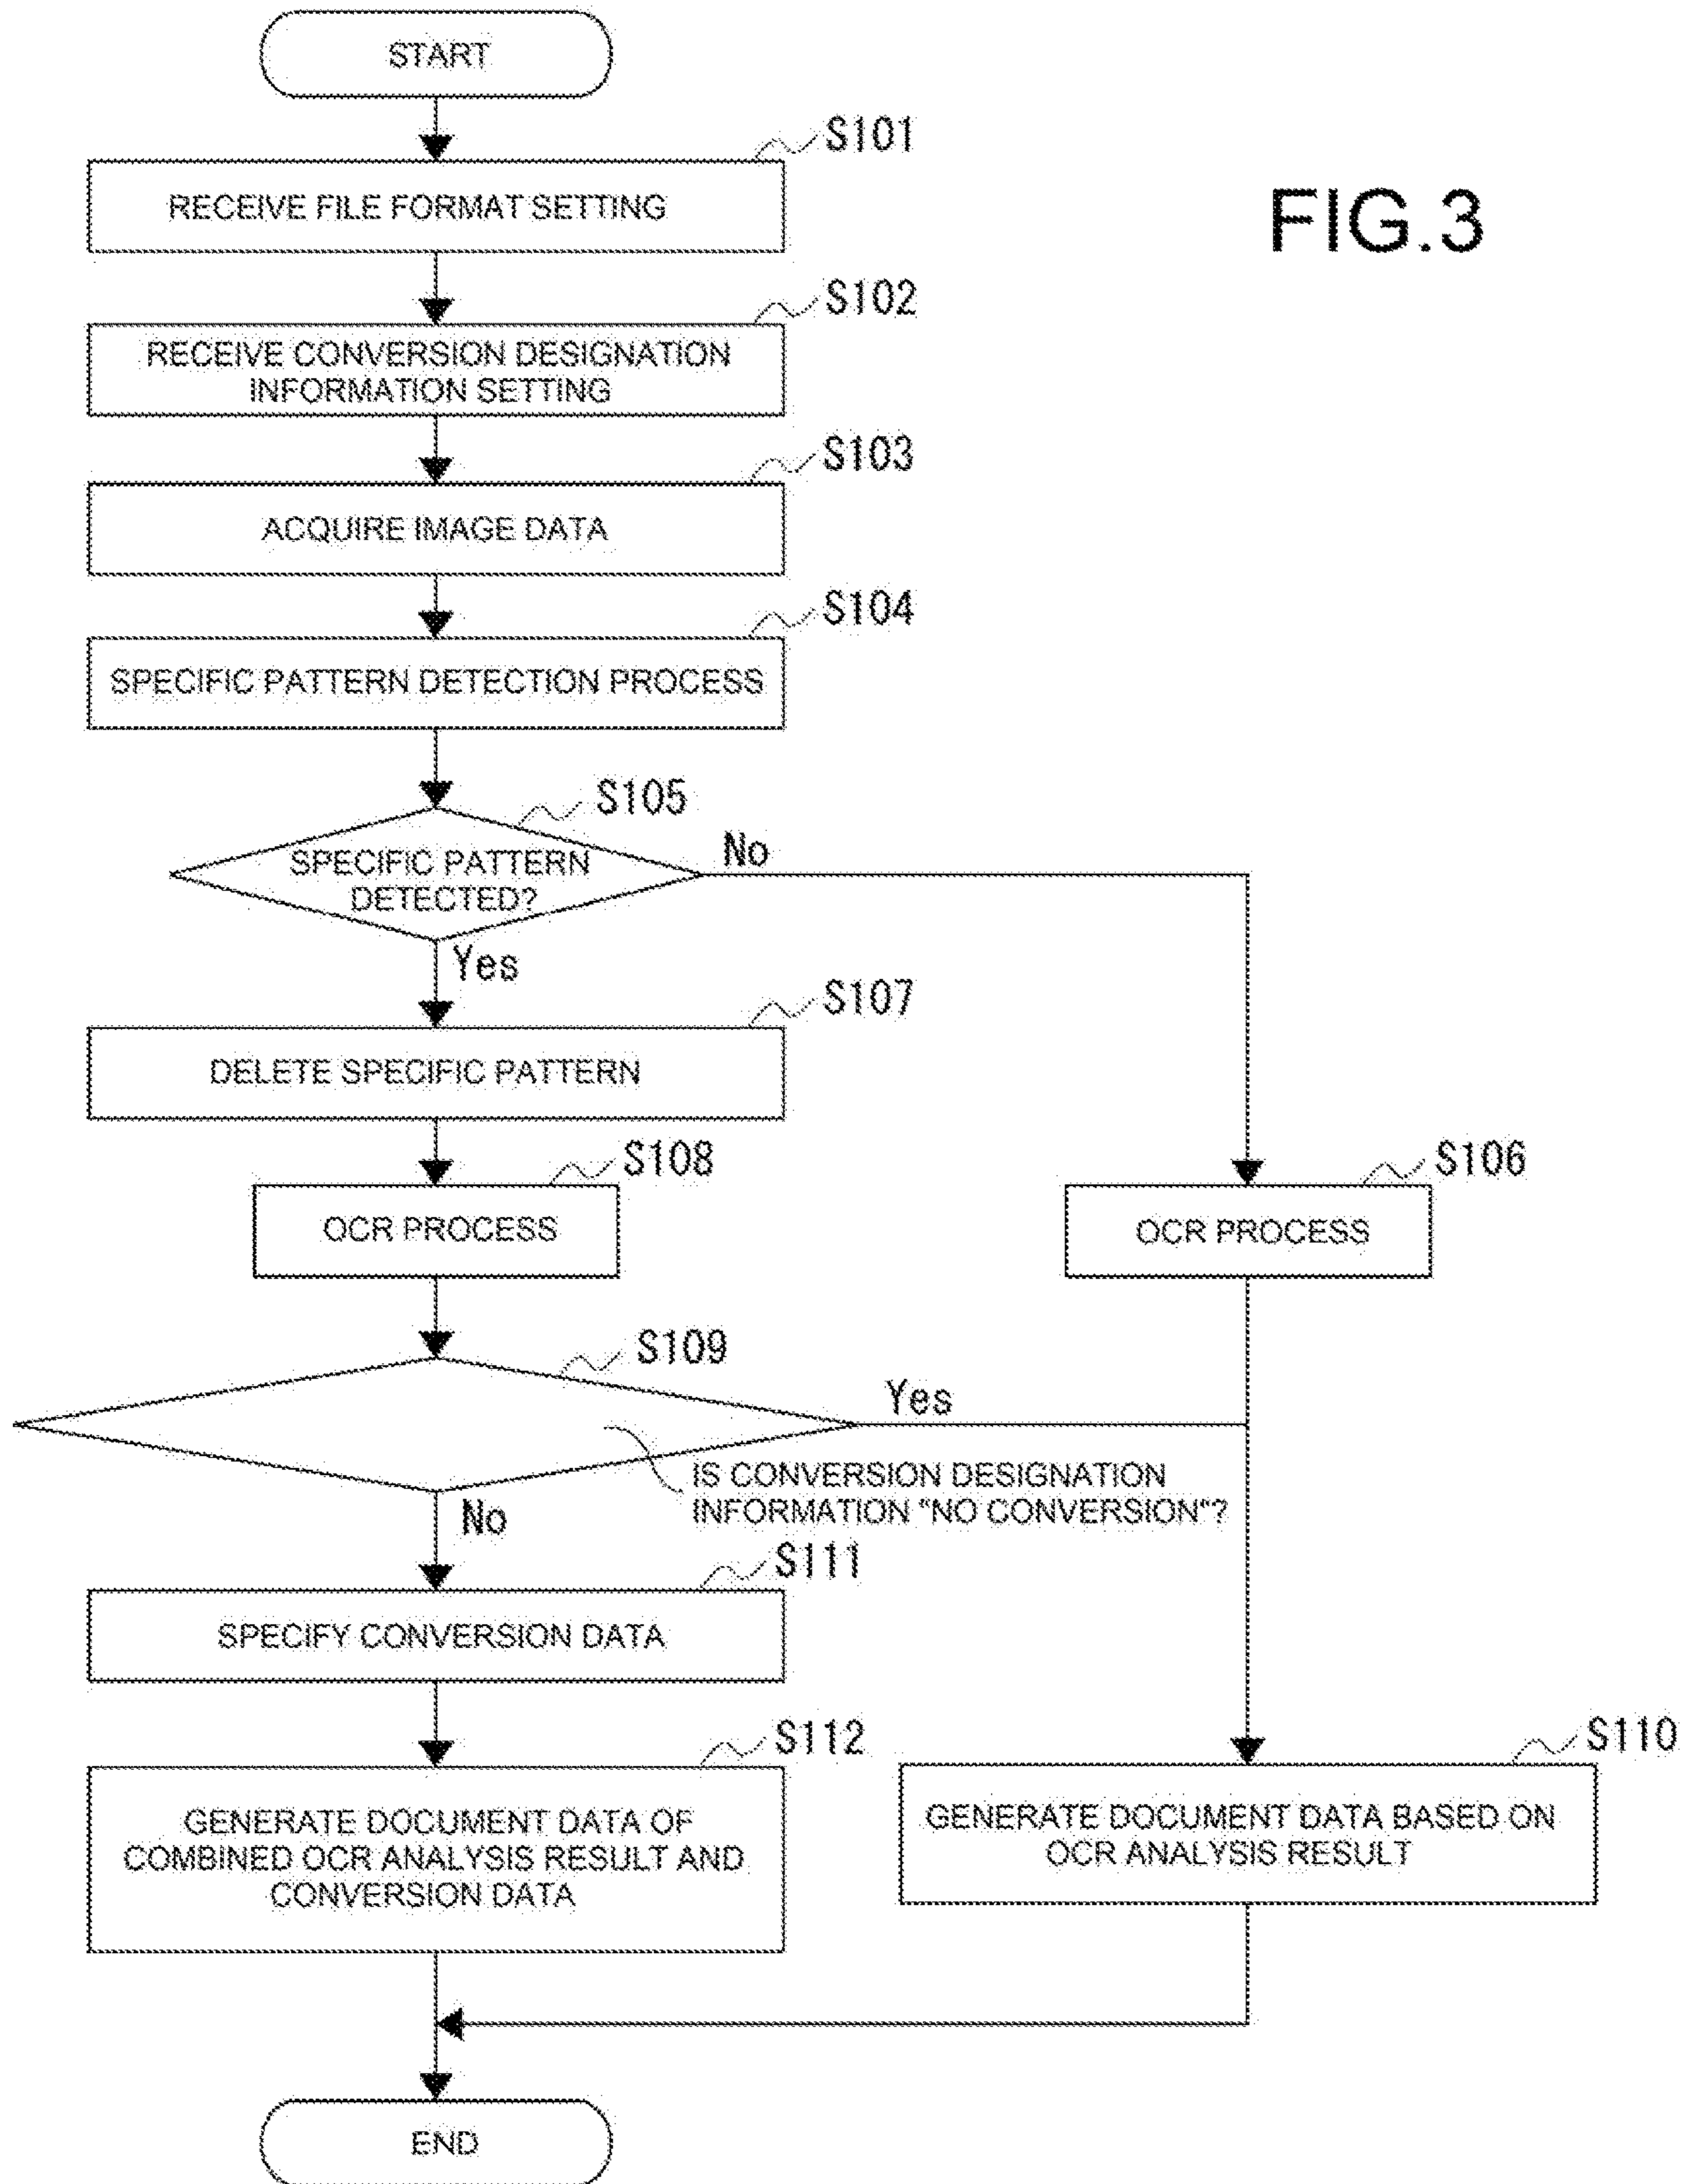 START
S101
RECEIVE FILE FORMAT SETTING
FIG.3
S102
RECEIVE CONVERSION DESIGNATION
INFORMATION SETTING
S103
ACQUIRE IMAGE DATA
S104
SPECIFIC PATTERN DETECTION PROCESS
S105
SPECIFIC PATTERN
DETECTED?
No
Yes
S107
DELETE SPECIFIC PATTERN
S108
OCR PROCESS
S106
OCR PROCESS
S109
Yes
IS CONVERSION DESIGNATION
INFORMATION "NO CONVERSION"?
No
S111
SPECIFY CONVERSION DATA
S112
GENERATE DOCUMENT DATA OF
COMBINED OCR ANALYSIS RESULT AND
CONVERSION DATA
S110
GENERATE DOCUMENT DATA BASED ON
OCR ANALYSIS RESULT
END